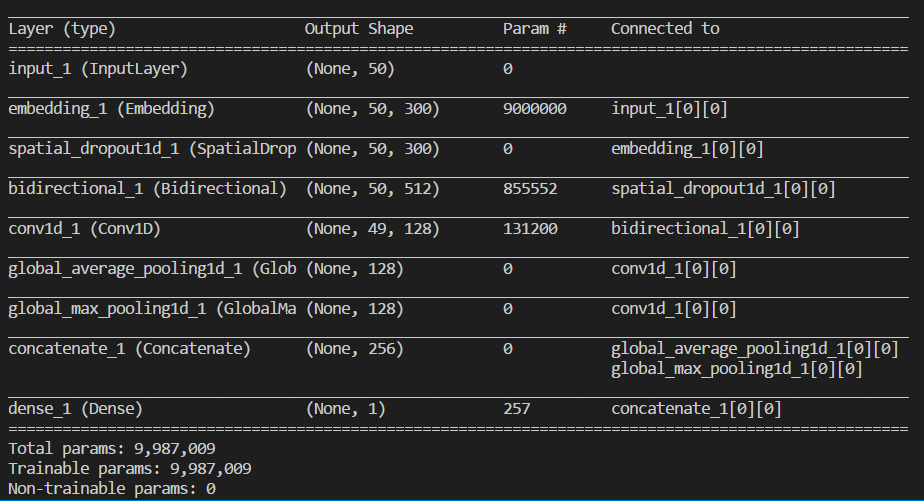 Layer (type) Output Shape Param # Connected to
==================================================================================================
input_1 (InputLayer) (None, 50) 0
embedding_1 (Embedding) (None, 50, 300) 9000000 input_1[0][0]
spatial_dropout1d_1 (SpatialDrop (None, 50, 300) 0 embedding_1[0][0]
bidirectional_1 (Bidirectional) (None, 50, 512) 855552 spatial_dropout1d_1[0][0]
conv1d_1 (Conv1D) (None, 49, 128) 131200 bidirectional_1[0][0]
global_average_pooling1d_1 (Glob (None, 128) 0 conv1d_1[0][0]
global_max_pooling1d_1 (GlobalMa (None, 128) 0 conv1d_1[0][0]
concatenate_1 (Concatenate) (None, 256) 0 global_average_pooling1d_1[0][0]
global_max_pooling1d_1[0][0]
dense_1 (Dense) (None, 1) 257 concatenate_1[0][0]
==================================================================================================
Total params: 9,987,009
Trainable params: 9,987,009
Non-trainable params: 0